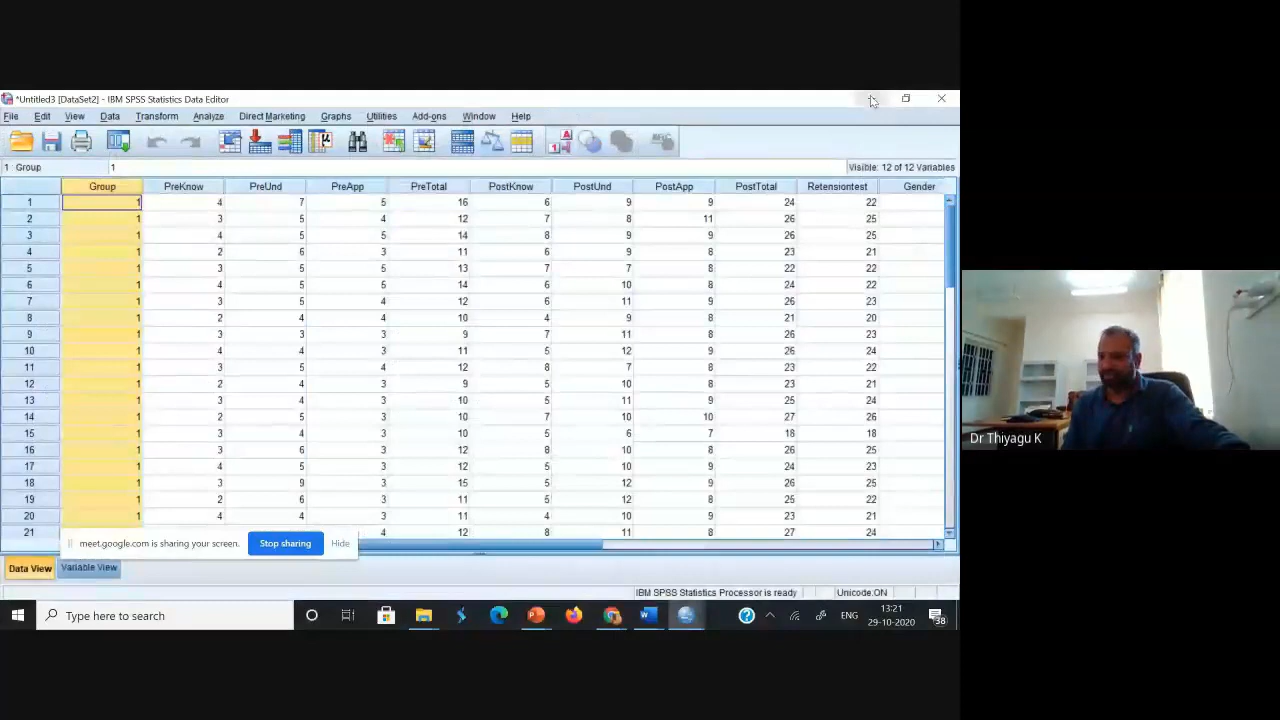 *Untitled3 [DataSet2] - IBM SPSS Statistics Data Editor
File Edit View Data Transform Analyze Direct Marketing Graphs Utilities Add-ons Window Help
1 : Group 1 Visible: 12 of 12 Variables
Group PreKnow PreUnd PreApp PreTotal PostKnow PostUnd PostApp PostTotal Retensiontest Gender
1 1 4 7 5 16 6 9 9 24 22
2 1 3 5 4 12 7 8 11 26 25
3 1 4 5 5 14 8 9 9 26 25
4 1 2 6 3 11 6 9 8 23 21
5 1 3 5 5 13 7 7 8 22 22
6 1 4 5 5 14 6 10 8 24 22
7 1 3 5 4 12 6 11 9 26 23
8 1 2 4 4 10 4 9 8 21 20
9 1 3 3 3 9 7 11 8 26 23
10 1 4 4 3 11 5 12 9 26 24
11 1 3 5 4 12 8 7 8 23 22
12 1 2 4 3 9 5 10 8 23 21
13 1 3 4 3 10 5 11 9 25 24
14 1 2 5 3 10 7 10 10 27 26
15 1 3 4 3 10 5 6 7 18 18
16 1 3 6 3 12 8 10 8 26 25
17 1 4 5 3 12 5 10 9 24 23
18 1 3 9 3 15 5 12 9 26 25
19 1 2 6 3 11 5 12 8 25 22
20 1 4 4 3 11 4 10 9 23 21
21 4 12 8 11 8 27 24
meet.google.com is sharing your screen. Stop sharing Hide
Data View Variable View
IBM SPSS Statistics Processor is ready Unicode:ON
Type here to search ENG 13:21
29-10-2020 38
Dr Thiyagu K